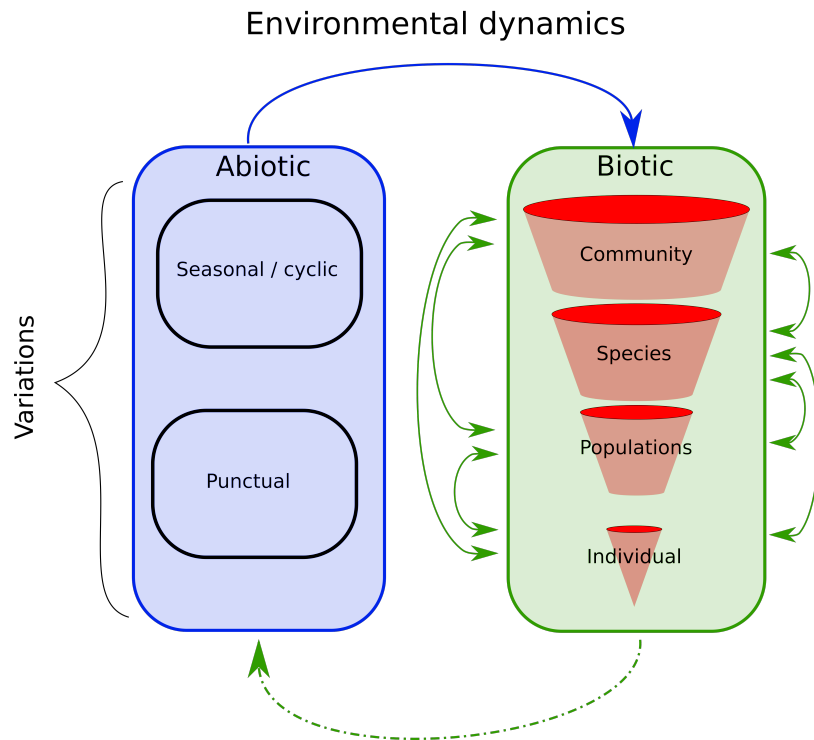 Environmental dynamics
Abiotic
Biotic
Variations
Seasonal / cyclic
Punctual
Community
Species
Populations
Individual